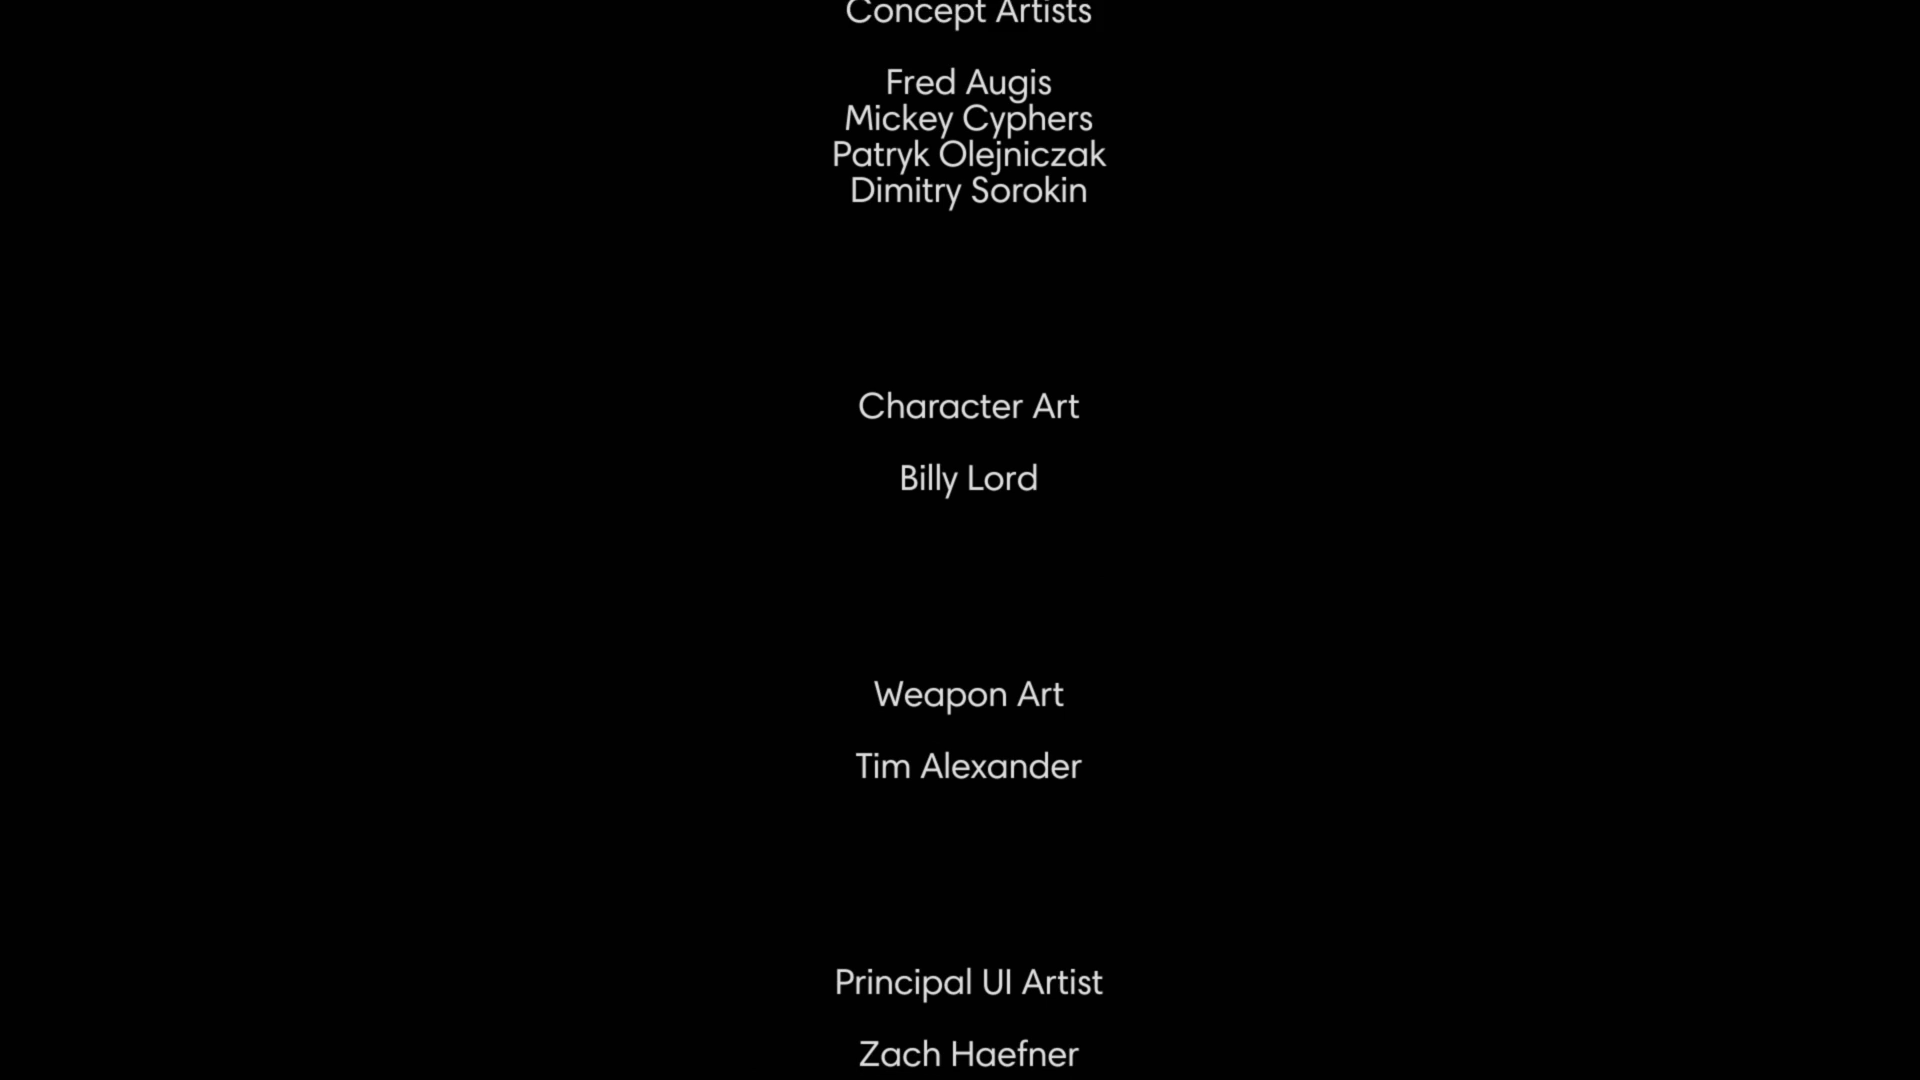 Concept Artists
Fred Augis
Mickey Cyphers
Patryk Olejniczak
Dimitry Sorokin
Character Art
Billy Lord
Weapon Art
Tim Alexander
Principal UI Artist
Zach Haefner